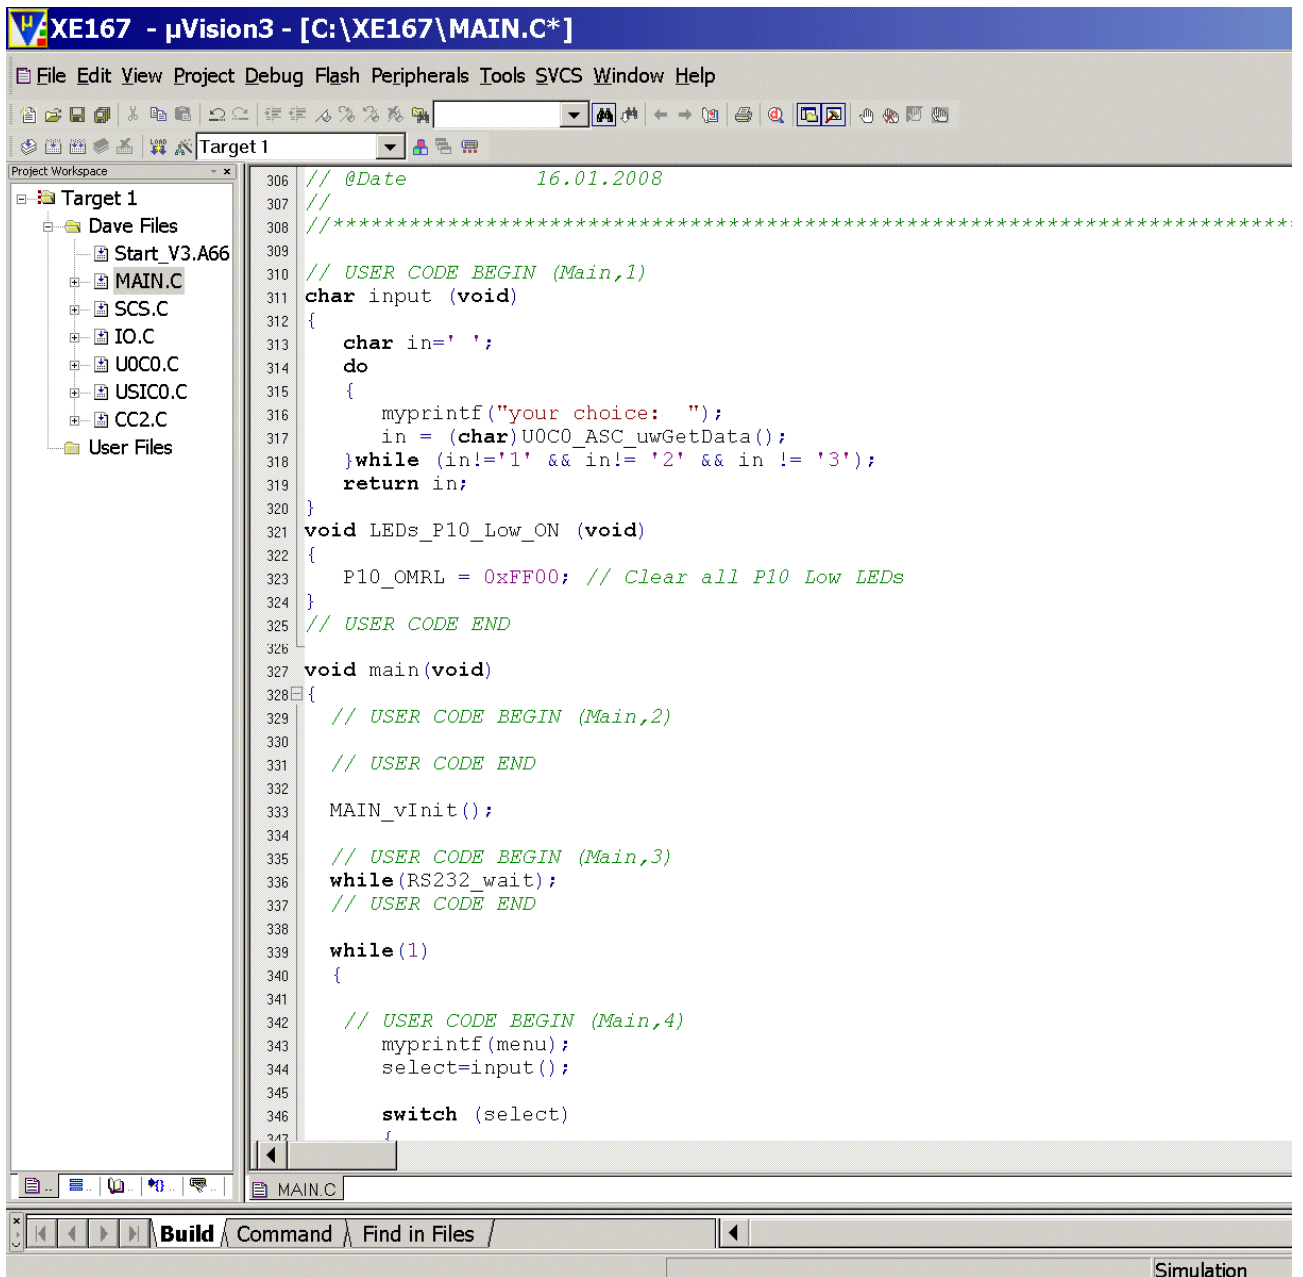 XE167 - µVision3 - [C:\XE167\MAIN.C*]
File Edit View Project Debug Flash Peripherals Tools SVCS Window Help
Target 1
Project Workspace
Target 1
Dave Files
Start_V3.A66
MAIN.C
SCS.C
IO.C
U0C0.C
USIC0.C
CC2.C
User Files
306 // @Date 16.01.2008
307 //
308 //****************************************************************************
309
310 // USER CODE BEGIN (Main,1)
311 char input (void)
312 {
313 char in=' ';
314 do
315 {
316 myprintf("your choice:  ");
317 in = (char)U0C0_ASC_uwGetData();
318 }while (in!='1' && in!= '2' && in != '3');
319 return in;
320 }
321 void LEDs_P10_Low_ON (void)
322 {
323 P10_OMRL = 0xFF00; // Clear all P10 Low LEDs
324 }
325 // USER CODE END
326
327 void main(void)
328 {
329 // USER CODE BEGIN (Main,2)
330
331 // USER CODE END
332
333 MAIN_vInit();
334
335 // USER CODE BEGIN (Main,3)
336 while(RS232_wait);
337 // USER CODE END
338
339 while(1)
340 {
341
342 // USER CODE BEGIN (Main,4)
343 myprintf(menu);
344 select=input();
345
346 switch (select)
347 {
MAIN.C
Build Command Find in Files
Simulation